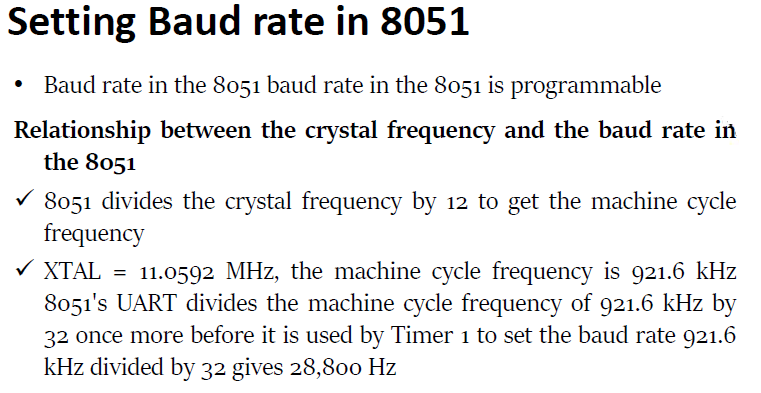 Setting Baud rate in 8051
• Baud rate in the 8051 baud rate in the 8051 is programmable
Relationship between the crystal frequency and the baud rate in
the 8051
✓ 8051 divides the crystal frequency by 12 to get the machine cycle
frequency
✓ XTAL = 11.0592 MHz, the machine cycle frequency is 921.6 kHz
8051's UART divides the machine cycle frequency of 921.6 kHz by
32 once more before it is used by Timer 1 to set the baud rate 921.6
kHz divided by 32 gives 28,800 Hz